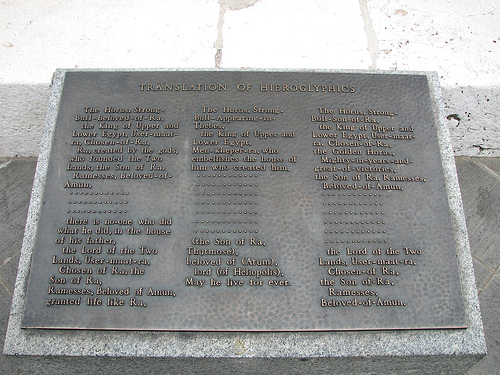 TRANSLATION OF HIEROGLYPHICS
The Horus, Strong-
Bull-Beloved-of-Ra,
the King of Upper and
Lower Egypt, User-maat-
ra, Chosen-of-Ra,
Ra, created by the gods,
who founded the Two
Lands, the Son of Ra,
Ramesses, Beloved-of-
Amun,
. . . . . . . . . . . .
. . . . . . . . . . . .
. . . . . . . . . . . .
there is no-one who did
what he did, in the house
of his father,
the Lord of the Two
Lands, User-maat-ra,
Chosen of Ra, the
Son of Ra,
Ramesses, Beloved of Amun,
granted life like Ra,
The Horus, Strong-
Bull-Appearing-in-
Thebes,
the King of Upper and
Lower Egypt,
Men-kheper-ra, who
embellishes the house of
him who created him,
. . . . . . . . . . . .
. . . . . . . . . . . .
. . . . . . . . . . . .
. . . . . . . . . . . .
. . . . . . . . . . . .
. . . . . . . . . . . .
(the Son of Ra,
Thutmose),
beloved of (Atum),
lord (of Heliopolis),
May he live for ever.
The Horus, Strong-
Bull-Son-of-Ra,
the King of Upper and
Lower Egypt, User-maat-
ra, Chosen-of-Ra,
the Golden Horus,
Mighty-in-years-and-
great-of-victories,
the Son of Ra, Ramesses,
Beloved-of-Amun,
. . . . . . . . . . . .
. . . . . . . . . . . .
. . . . . . . . . . . .
. . . . . . . . . . . .
. . . . . . . . . . . .
the Lord of the Two
Lands, User-maat-ra,
Chosen-of Ra,
the Son of-Ra,
Ramesses,
Beloved-of-Amun.